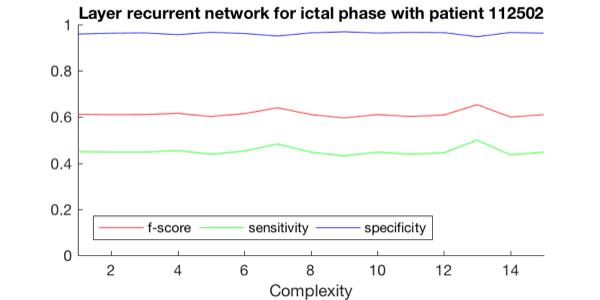 Layer recurrent network for ictal phase with patient 112502
1
0.8
0.6
0.4
0.2
0
f-score sensitivity specificity
2 4 6 8 10 12 14
Complexity